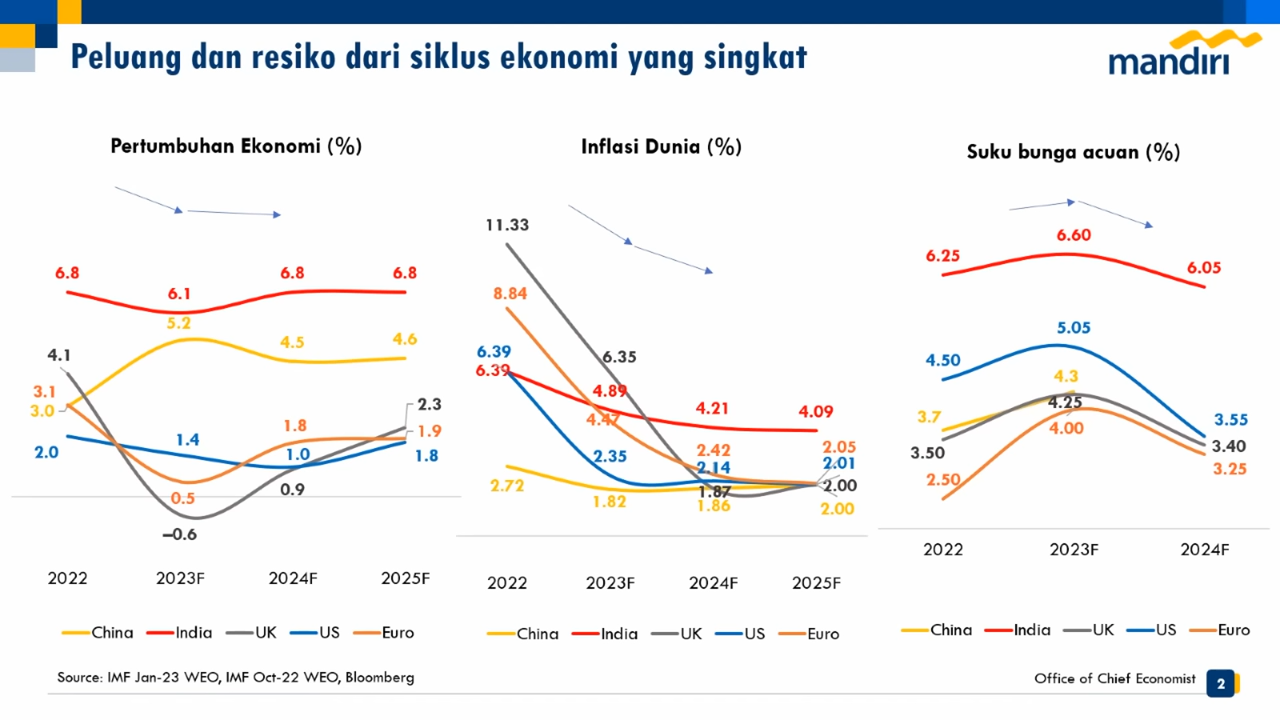 Peluang dan resiko dari siklus ekonomi yang singkat
mandiri
Pertumbuhan Ekonomi (%)
6.8
6.1
6.8
6.8
5.2
4.5
4.6
4.1
3.1
3.0
2.0
1.4
1.8
1.0
0.5
0.9
–0.6
2.3
1.9
1.8
2022
2023F
2024F
2025F
China
India
UK
US
Euro
Inflasi Dunia (%)
11.33
8.84
6.39
6.39
6.35
4.89
4.47
4.21
4.09
2.72
2.35
1.82
2.42
2.14
1.87
1.86
2.05
2.01
2.00
2.00
2022
2023F
2024F
2025F
China
India
UK
US
Euro
Suku bunga acuan (%)
6.25
6.60
6.05
4.50
5.05
3.7
4.3
4.25
3.50
4.00
2.50
3.55
3.40
3.25
2022
2023F
2024F
China
India
UK
US
Euro
Source: IMF Jan-23 WEO, IMF Oct-22 WEO, Bloomberg
Office of Chief Economist
2